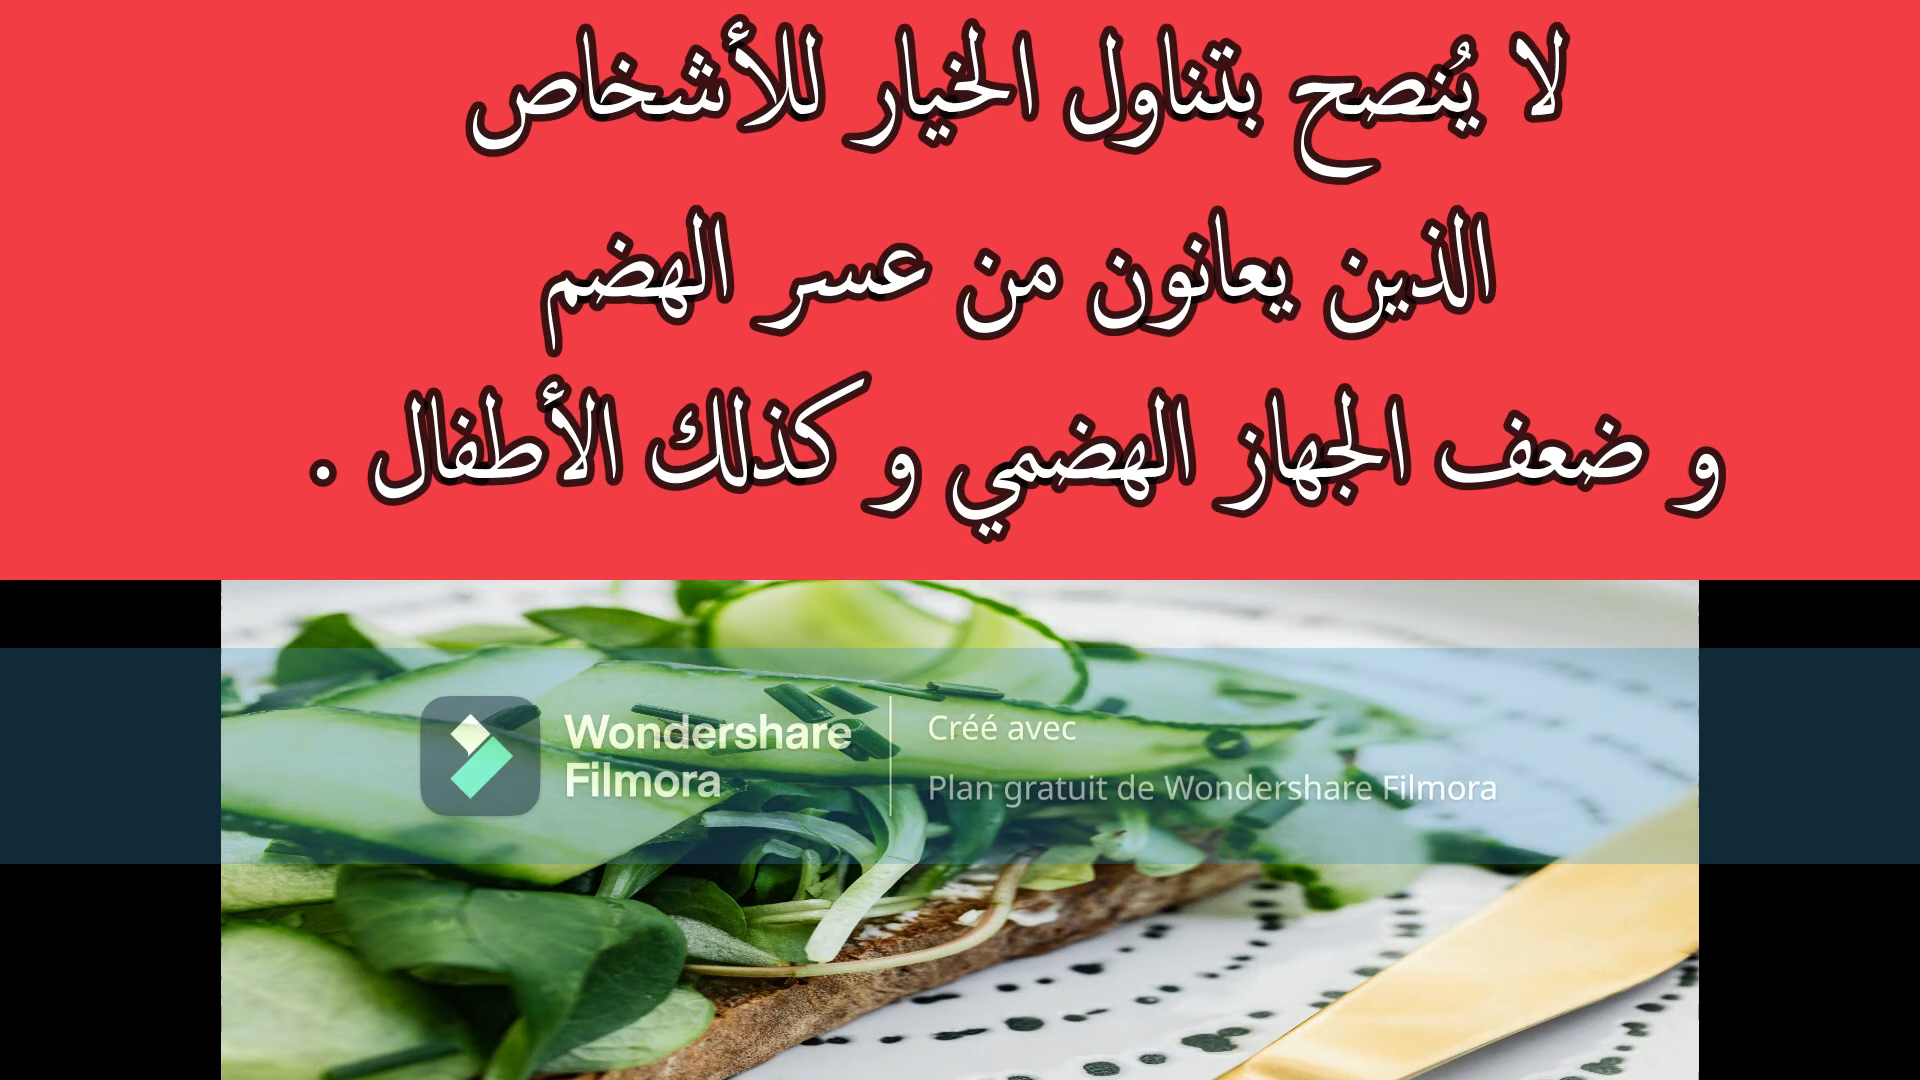 لا يُنصح بتناول الخيار للأشخاص
الذين يعانون من عسر الهضم
و ضعف الجهاز الهضمي و كذلك الأطفال .
Wondershare
Filmora
Créé avec
Plan gratuit de Wondershare Filmora